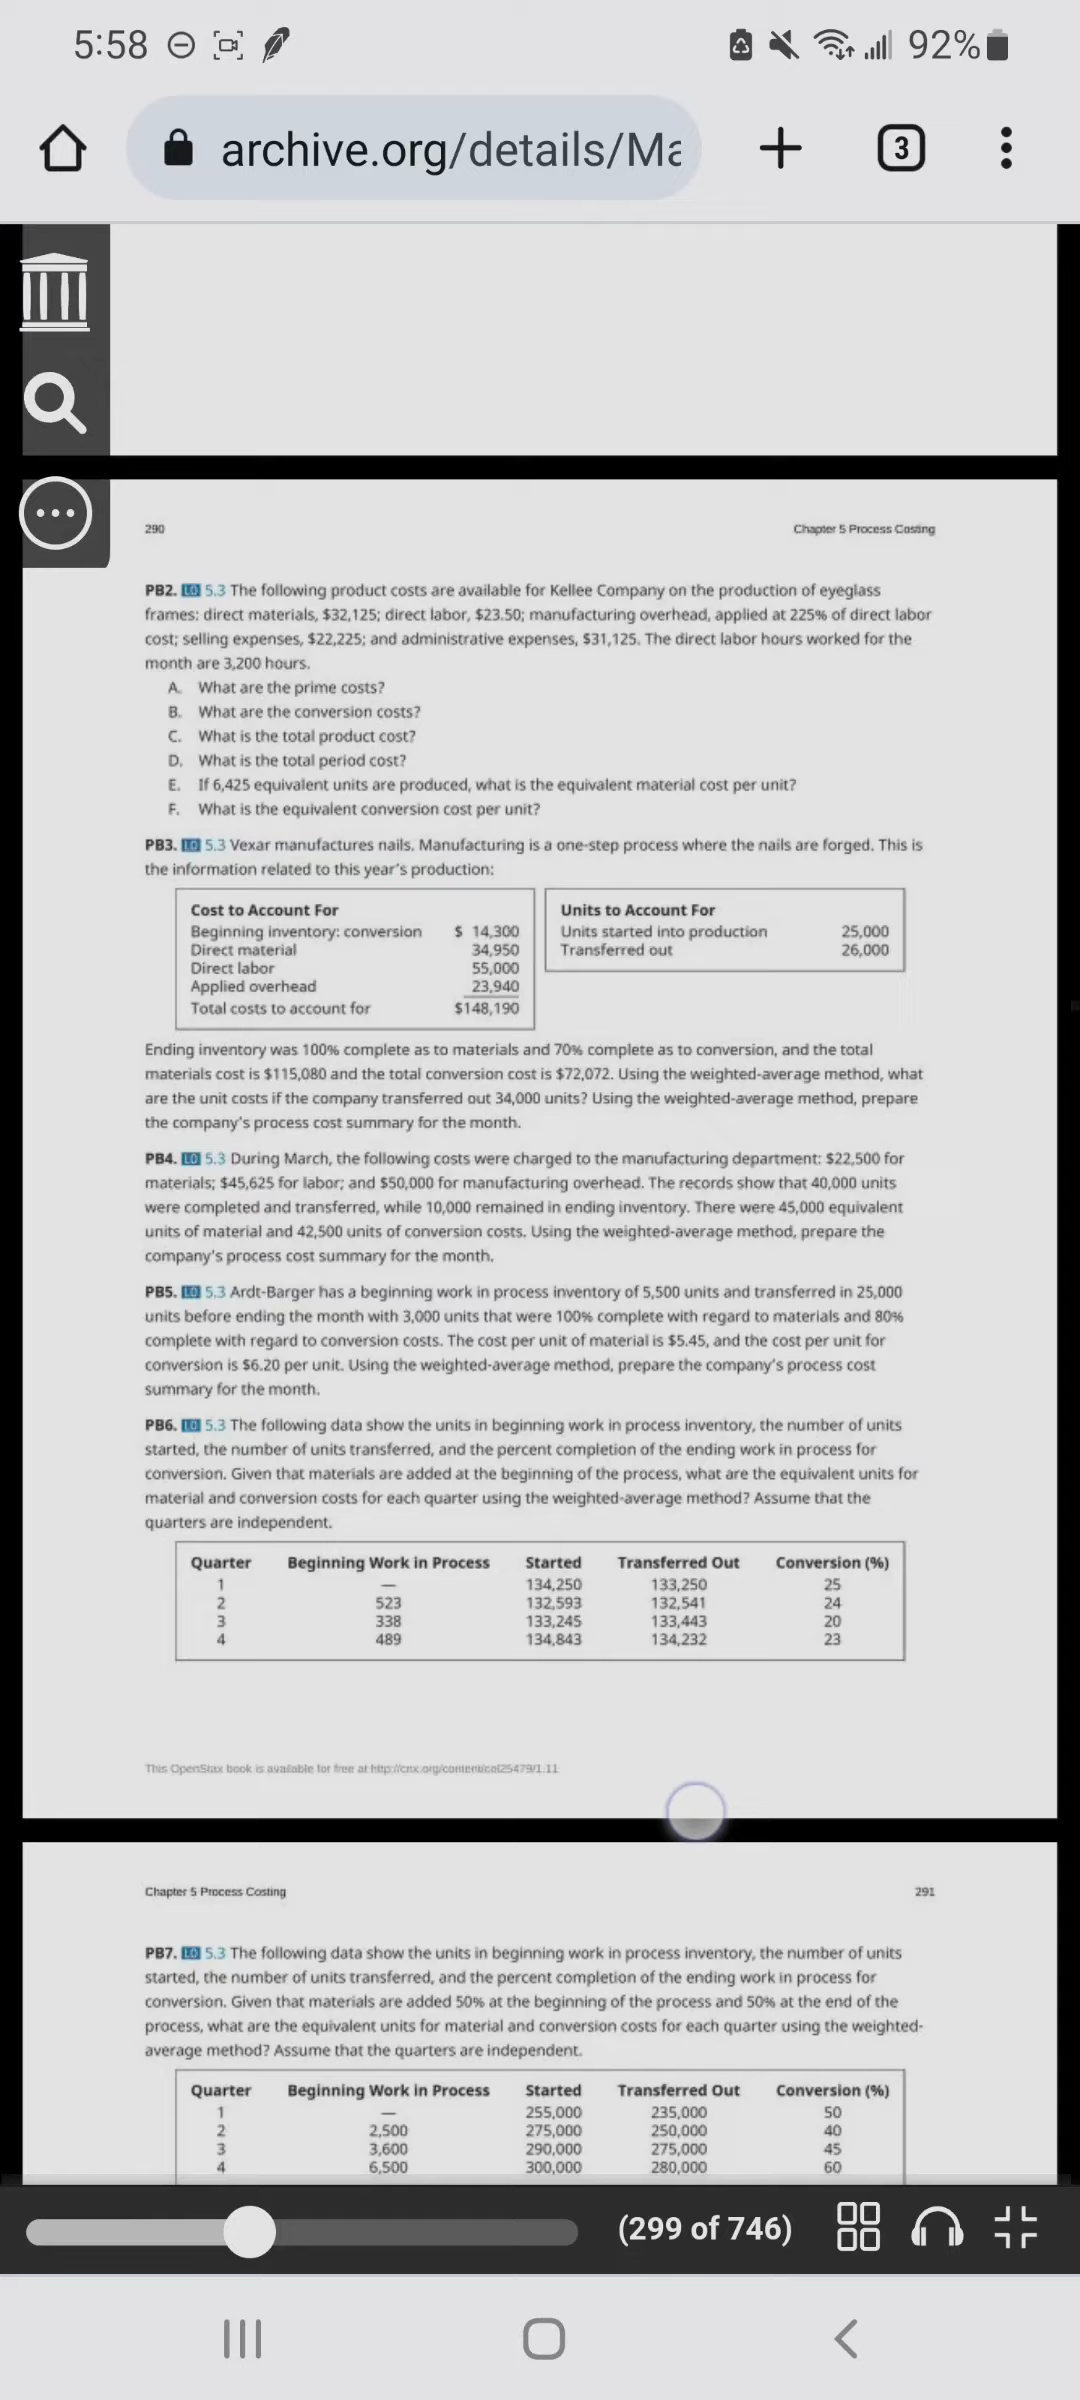 5:58
92%
archive.org/details/Ma
3
290
Chapter 5 Process Costing
PB2. LO 5.3 The following product costs are available for Kellee Company on the production of eyeglass
frames: direct materials, $32,125; direct labor, $23.50; manufacturing overhead, applied at 225% of direct labor
cost; selling expenses, $22,225; and administrative expenses, $31,125. The direct labor hours worked for the
month are 3,200 hours.
A. What are the prime costs?
B. What are the conversion costs?
C. What is the total product cost?
D. What is the total period cost?
E. If 6,425 equivalent units are produced, what is the equivalent material cost per unit?
F. What is the equivalent conversion cost per unit?
PB3. LO 5.3 Vexar manufactures nails. Manufacturing is a one-step process where the nails are forged. This is
the information related to this year's production:
Cost to Account For
Beginning inventory: conversion $ 14,300
Direct material 34,950
Direct labor 55,000
Applied overhead 23,940
Total costs to account for $148,190
Units to Account For
Units started into production 25,000
Transferred out 26,000
Ending inventory was 100% complete as to materials and 70% complete as to conversion, and the total
materials cost is $115,080 and the total conversion cost is $72,072. Using the weighted-average method, what
are the unit costs if the company transferred out 34,000 units? Using the weighted-average method, prepare
the company's process cost summary for the month.
PB4. LO 5.3 During March, the following costs were charged to the manufacturing department: $22,500 for
materials; $45,625 for labor; and $50,000 for manufacturing overhead. The records show that 40,000 units
were completed and transferred, while 10,000 remained in ending inventory. There were 45,000 equivalent
units of material and 42,500 units of conversion costs. Using the weighted-average method, prepare the
company's process cost summary for the month.
PB5. LO 5.3 Ardt-Barger has a beginning work in process inventory of 5,500 units and transferred in 25,000
units before ending the month with 3,000 units that were 100% complete with regard to materials and 80%
complete with regard to conversion costs. The cost per unit of material is $5.45, and the cost per unit for
conversion is $6.20 per unit. Using the weighted-average method, prepare the company's process cost
summary for the month.
PB6. LO 5.3 The following data show the units in beginning work in process inventory, the number of units
started, the number of units transferred, and the percent completion of the ending work in process for
conversion. Given that materials are added at the beginning of the process, what are the equivalent units for
material and conversion costs for each quarter using the weighted-average method? Assume that the
quarters are independent.
Quarter Beginning Work in Process Started Transferred Out Conversion (%)
1 — 134,250 133,250 25
2 523 132,593 132,541 24
3 338 133,245 133,443 20
4 489 134,843 134,232 23
This OpenStax book is available for free at http://cnx.org/content/col25479/1.11
Chapter 5 Process Costing
291
PB7. LO 5.3 The following data show the units in beginning work in process inventory, the number of units
started, the number of units transferred, and the percent completion of the ending work in process for
conversion. Given that materials are added 50% at the beginning of the process and 50% at the end of the
process, what are the equivalent units for material and conversion costs for each quarter using the weighted-
average method? Assume that the quarters are independent.
Quarter Beginning Work in Process Started Transferred Out Conversion (%)
1 — 255,000 235,000 50
2 2,500 275,000 250,000 40
3 3,600 290,000 275,000 45
4 6,500 300,000 280,000 60
(299 of 746)